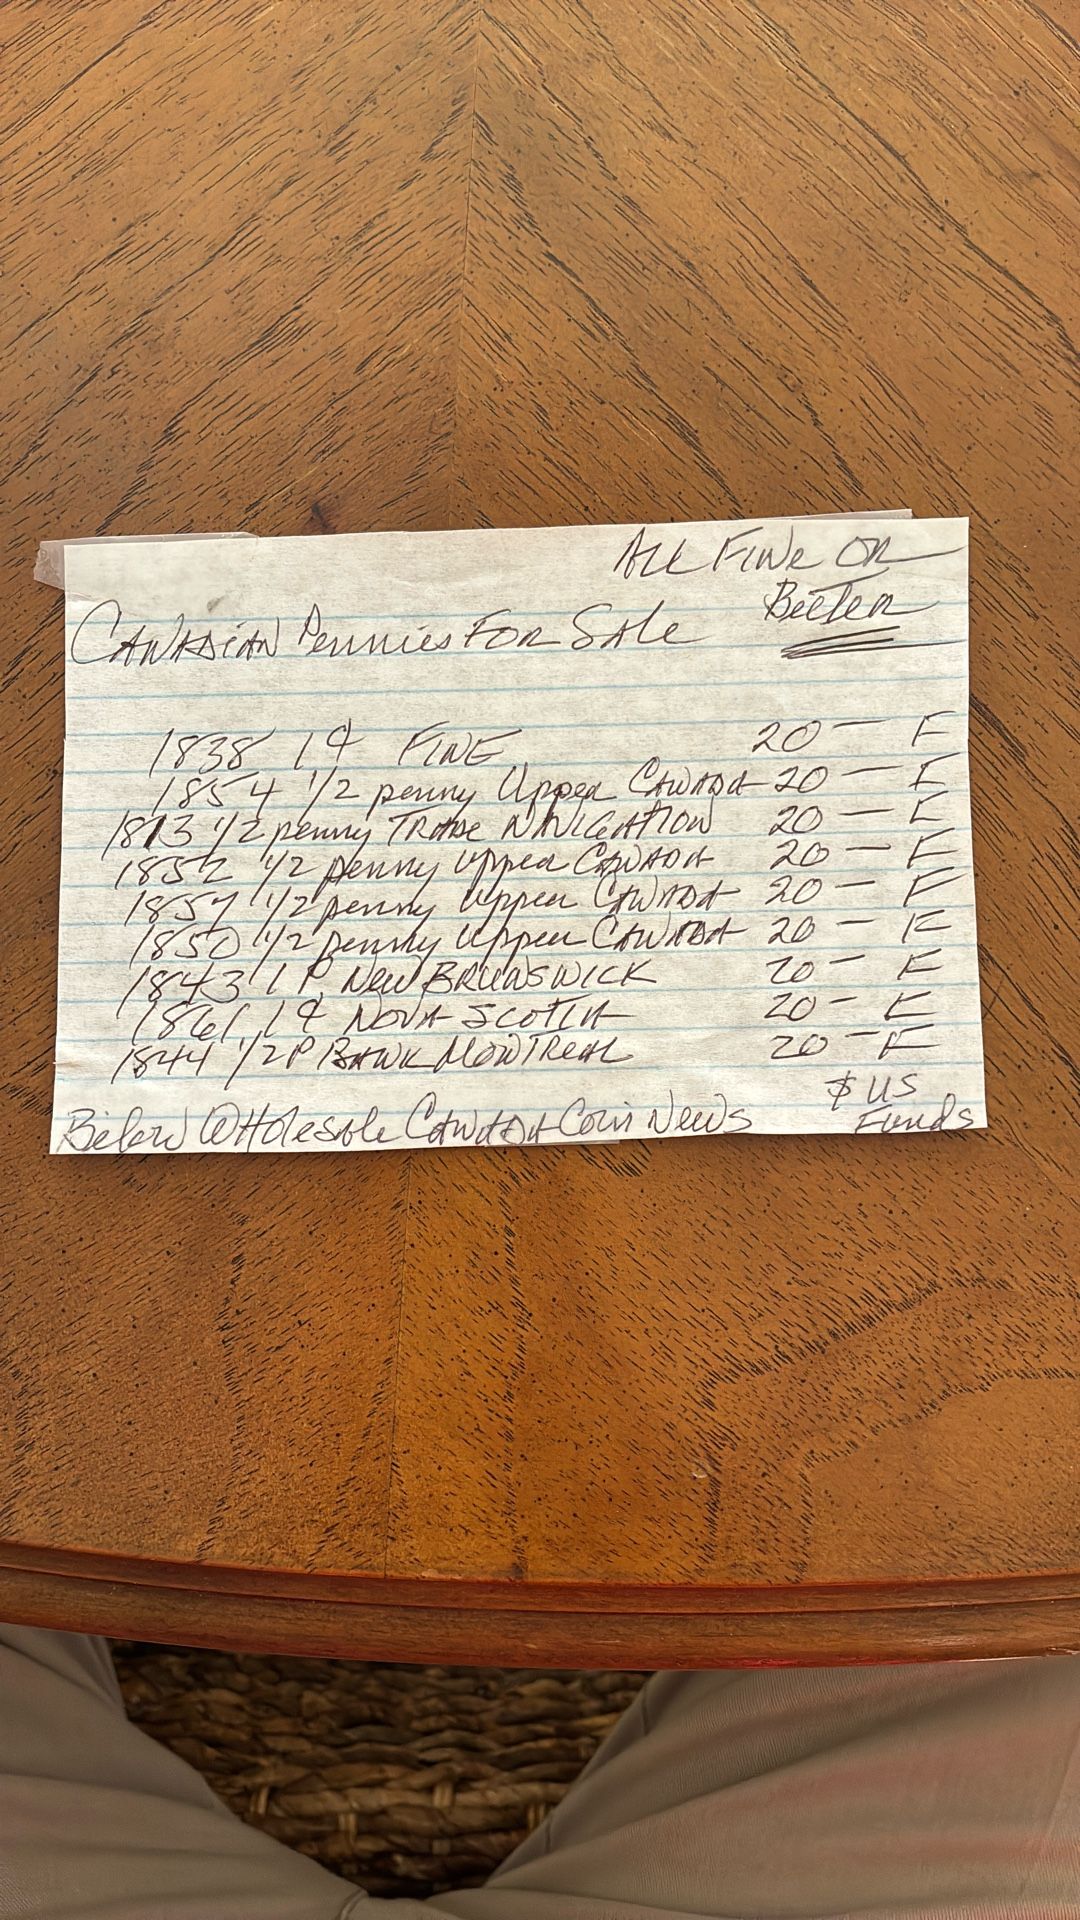 All Fine or
Better
Canadian Pennies For Sale
1838 1¢ FINE 20 — F
1854 1/2 penny Upper Canada 20 — F
1813 1/2 penny Trade Navigation 20 — F
1852 1/2 penny Upper Canada 20 — F
1857 1/2 penny Upper Canada 20 — F
1850 1/2 penny Upper Canada 20 — F
1843 1 P. New Brunswick 20 — F
1861 1¢ Nova Scotia 20 — F
1844 1/2 P Bank Montreal 20 — F
$ US
Below Wholesale Canada Coin News Funds